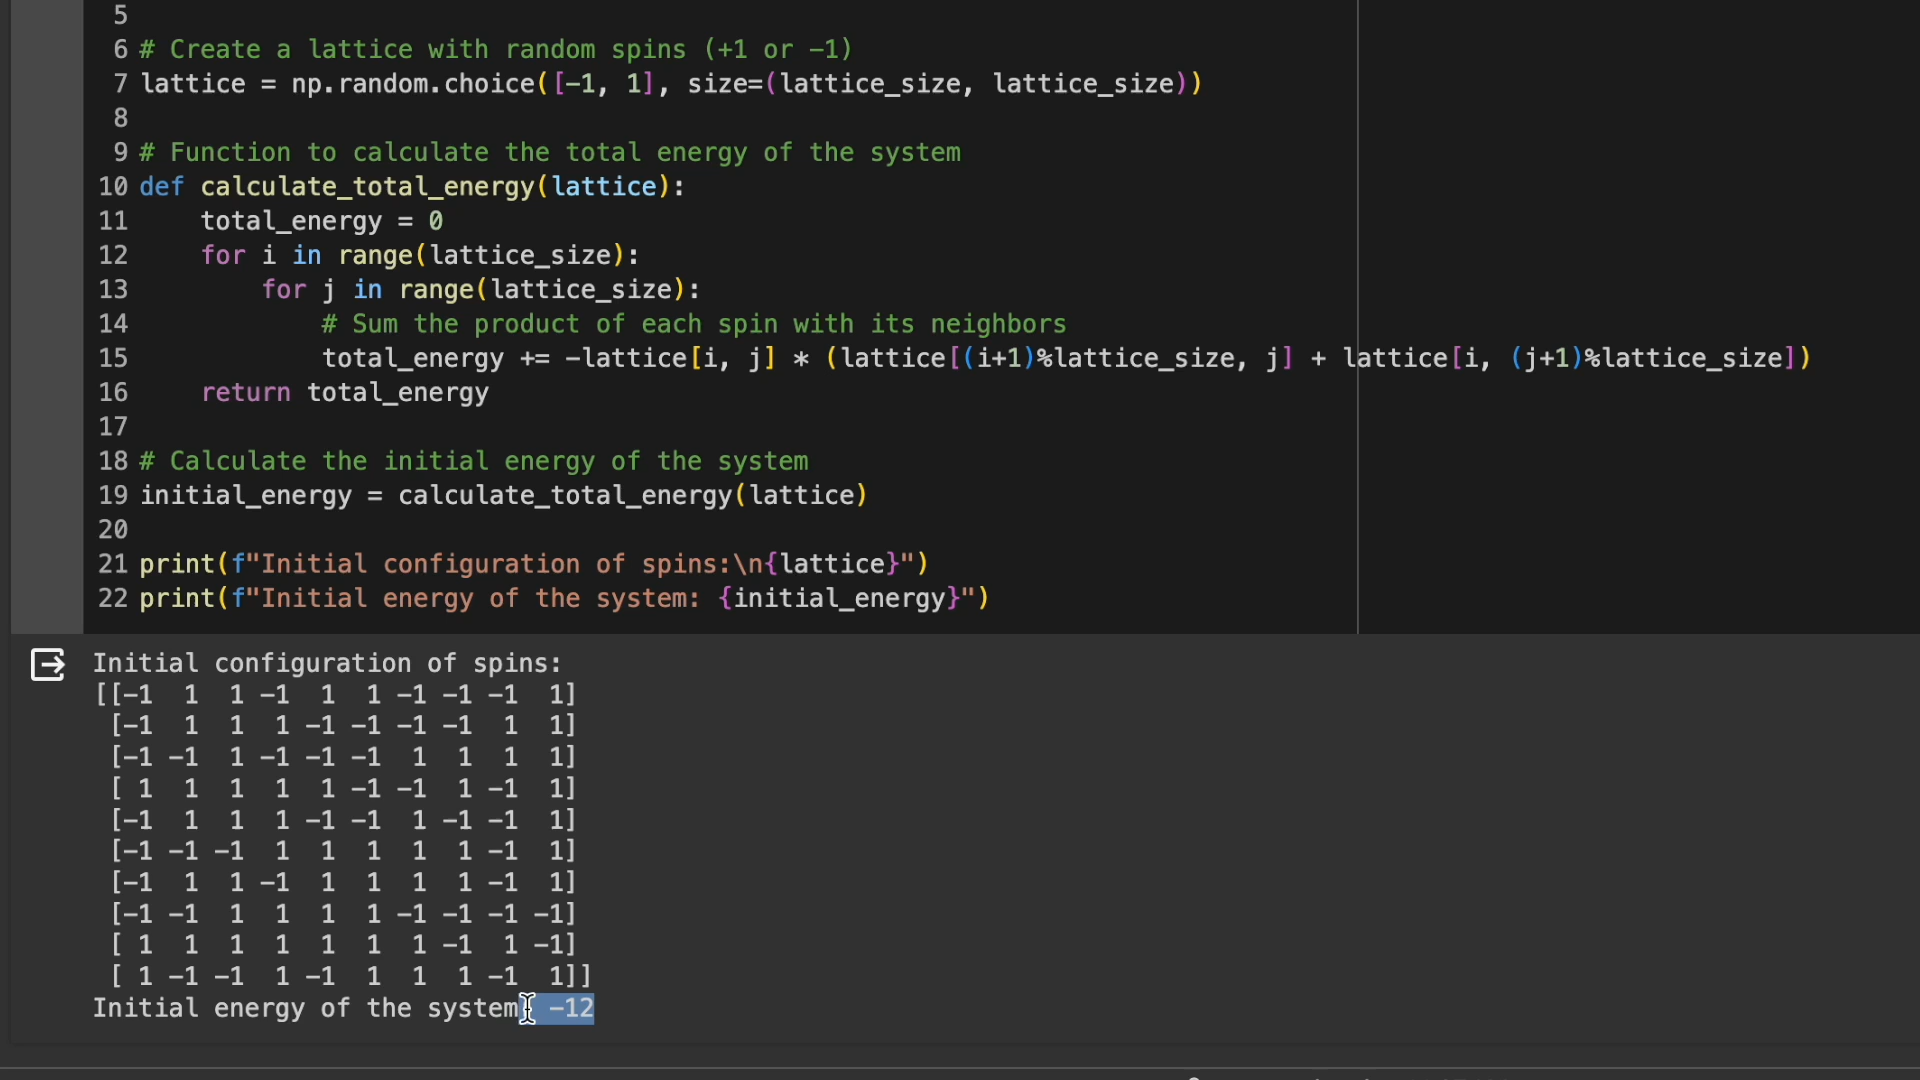 5
6 # Create a lattice with random spins (+1 or -1)
7 lattice = np.random.choice([-1, 1], size=(lattice_size, lattice_size))
8
9 # Function to calculate the total energy of the system
10 def calculate_total_energy(lattice):
11     total_energy = 0
12     for i in range(lattice_size):
13         for j in range(lattice_size):
14             # Sum the product of each spin with its neighbors
15             total_energy += -lattice[i, j] * (lattice[(i+1)%lattice_size, j] + lattice[i, (j+1)%lattice_size])
16     return total_energy
17
18 # Calculate the initial energy of the system
19 initial_energy = calculate_total_energy(lattice)
20
21 print(f"Initial configuration of spins:\n{lattice}")
22 print(f"Initial energy of the system: {initial_energy}")
Initial configuration of spins:
[[-1  1  1 -1  1  1 -1 -1 -1  1]
 [-1  1  1  1 -1 -1 -1 -1  1  1]
 [-1 -1  1 -1 -1 -1  1  1  1  1]
 [ 1  1  1  1  1 -1 -1  1 -1  1]
 [-1  1  1  1 -1 -1  1 -1 -1  1]
 [-1 -1 -1  1  1  1  1  1 -1  1]
 [-1  1  1 -1  1  1  1  1 -1  1]
 [-1 -1  1  1  1  1 -1 -1 -1 -1]
 [ 1  1  1  1  1  1  1 -1  1 -1]
 [ 1 -1 -1  1 -1  1  1  1 -1  1]]
Initial energy of the system: -12